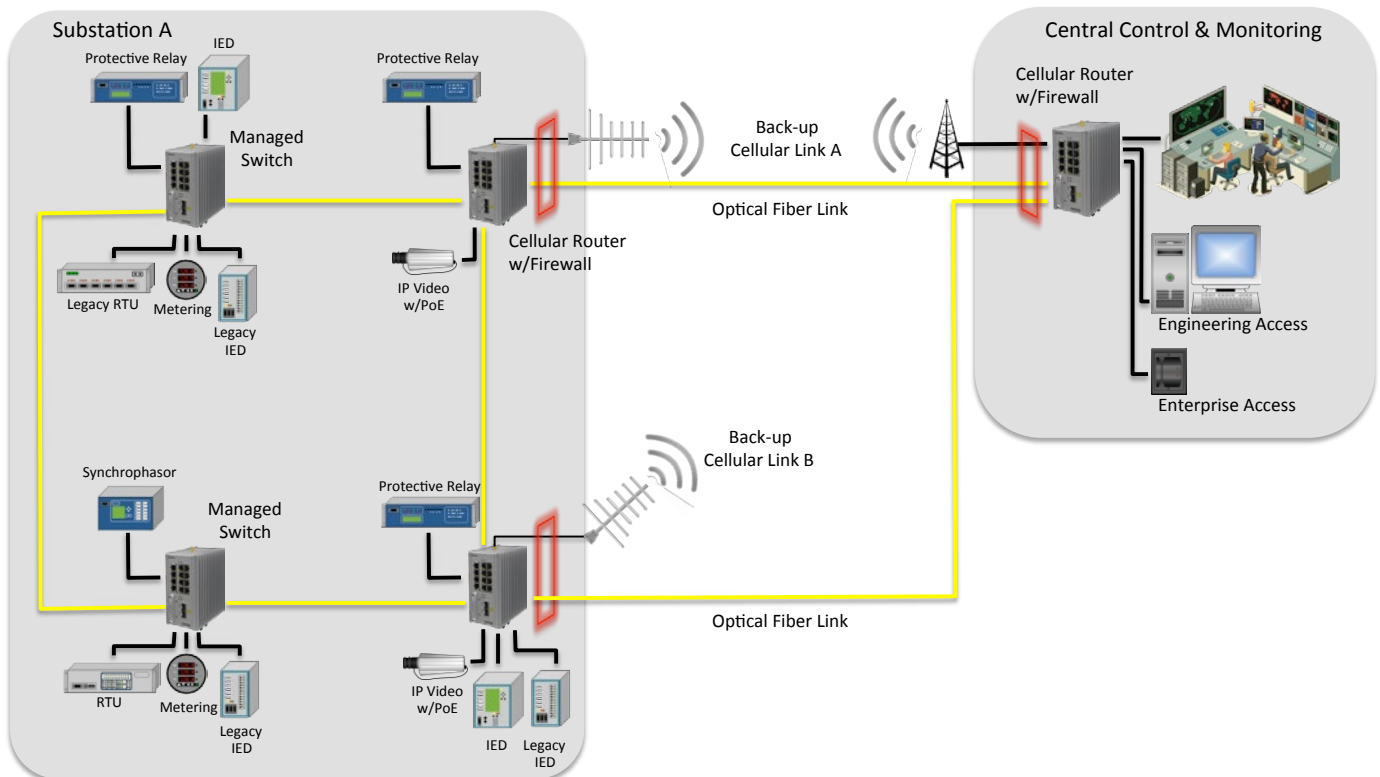 Substation A
IED
Protective Relay
Managed
Switch
Legacy RTU
Metering
Legacy
IED
Protective Relay
Cellular Router
w/Firewall
IP Video
w/PoE
Back-up
Cellular Link A
Optical Fiber Link
Central Control & Monitoring
Cellular Router
w/Firewall
Engineering Access
Enterprise Access
Synchrophasor
Managed
Switch
RTU
Metering
Legacy
IED
Protective Relay
IP Video
w/PoE
IED
Legacy
IED
Back-up
Cellular Link B
Optical Fiber Link